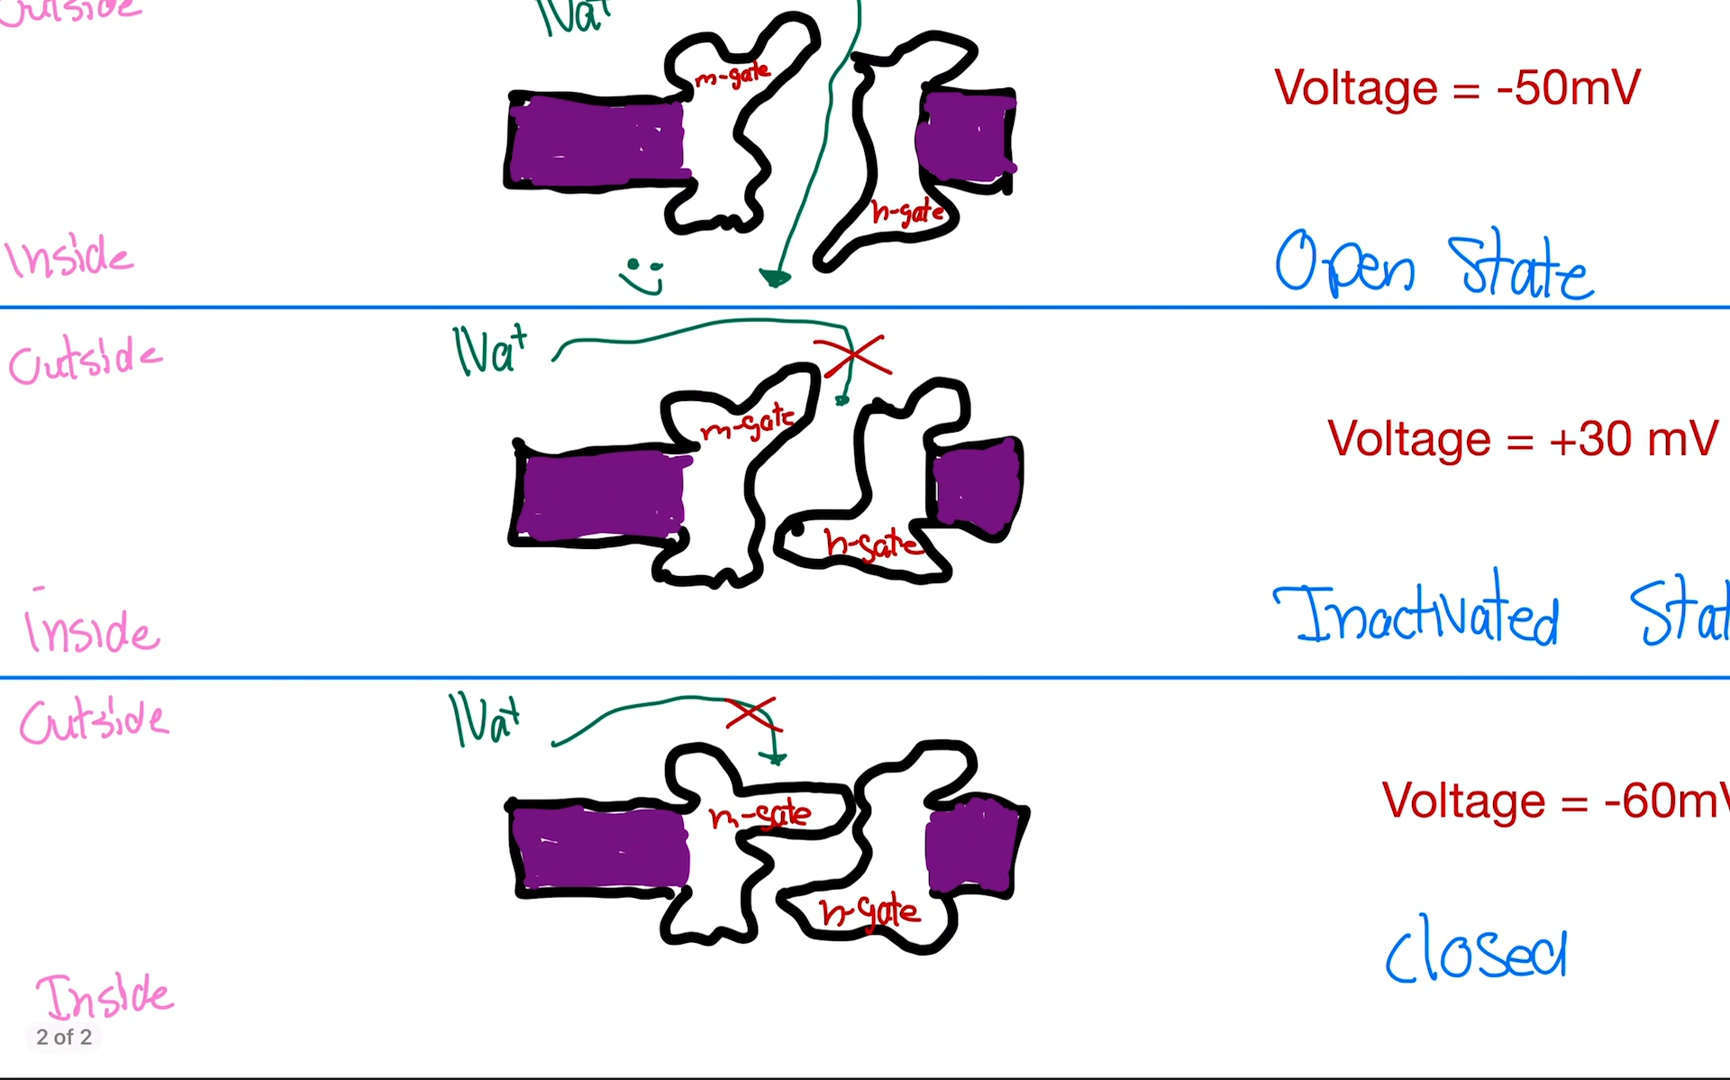 Outside
Na+
m-gate
Voltage = -50mV
h-gate
Inside
Open State
Outside
Na+
m-gate
Voltage = +30 mV
h-gate
Inactivated Stat
inside
Outside
Na+
m-gate
Voltage = -60mV
h-gate
closed
Inside
2 of 2